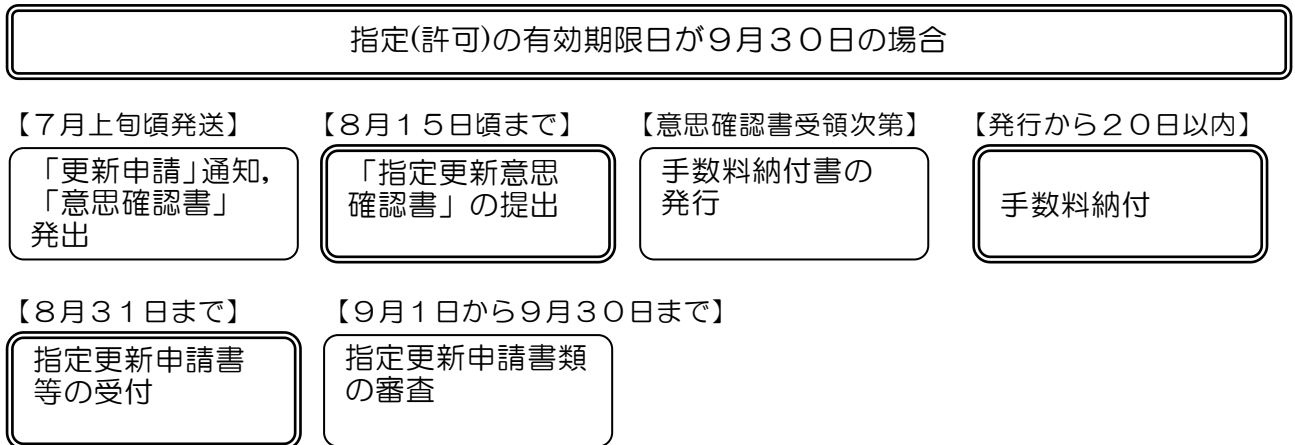 指定(許可)の有効期限日が９月３０日の場合
【７月上旬頃発送】
「更新申請」通知，
「意思確認書」
発出
【８月１５日頃まで】
「指定更新意思
確認書」の提出
【意思確認書受領次第】
手数料納付書の
発行
【発行から２０日以内】
手数料納付
【８月３１日まで】
指定更新申請書
等の受付
【９月１日から９月３０日まで】
指定更新申請書類
の審査